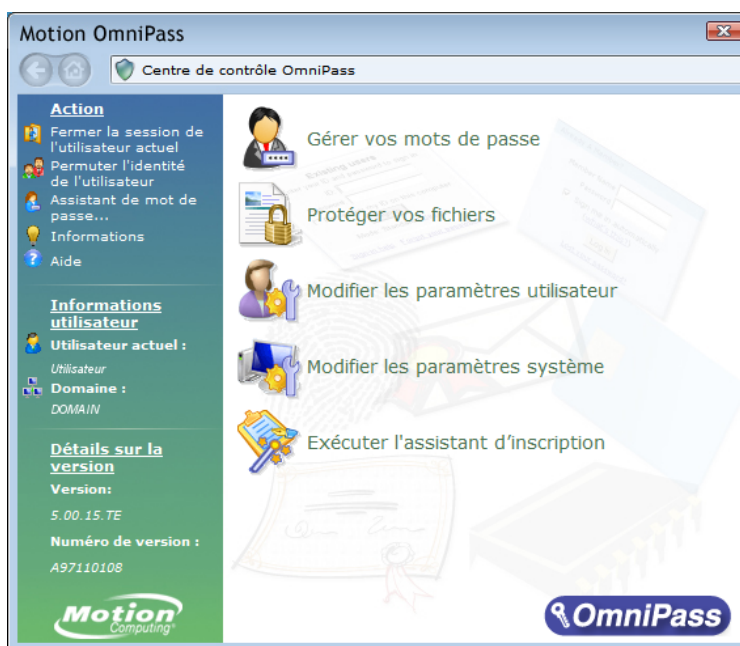 Motion OmniPass
Centre de contrôle OmniPass
Action
Fermer la session de
l'utilisateur actuel
Permuter l'identité
de l'utilisateur
Assistant de mot de
passe...
Informations
Aide
Informations
utilisateur
Utilisateur actuel :
Utilisateur
Domaine :
DOMAIN
Détails sur la
version
Version:
5.00.15.TE
Numéro de version :
A97110108
Motion
Computing
Gérer vos mots de passe
Protéger vos fichiers
Modifier les paramètres utilisateur
Modifier les paramètres système
Exécuter l'assistant d’inscription
Existing users
OmniPass